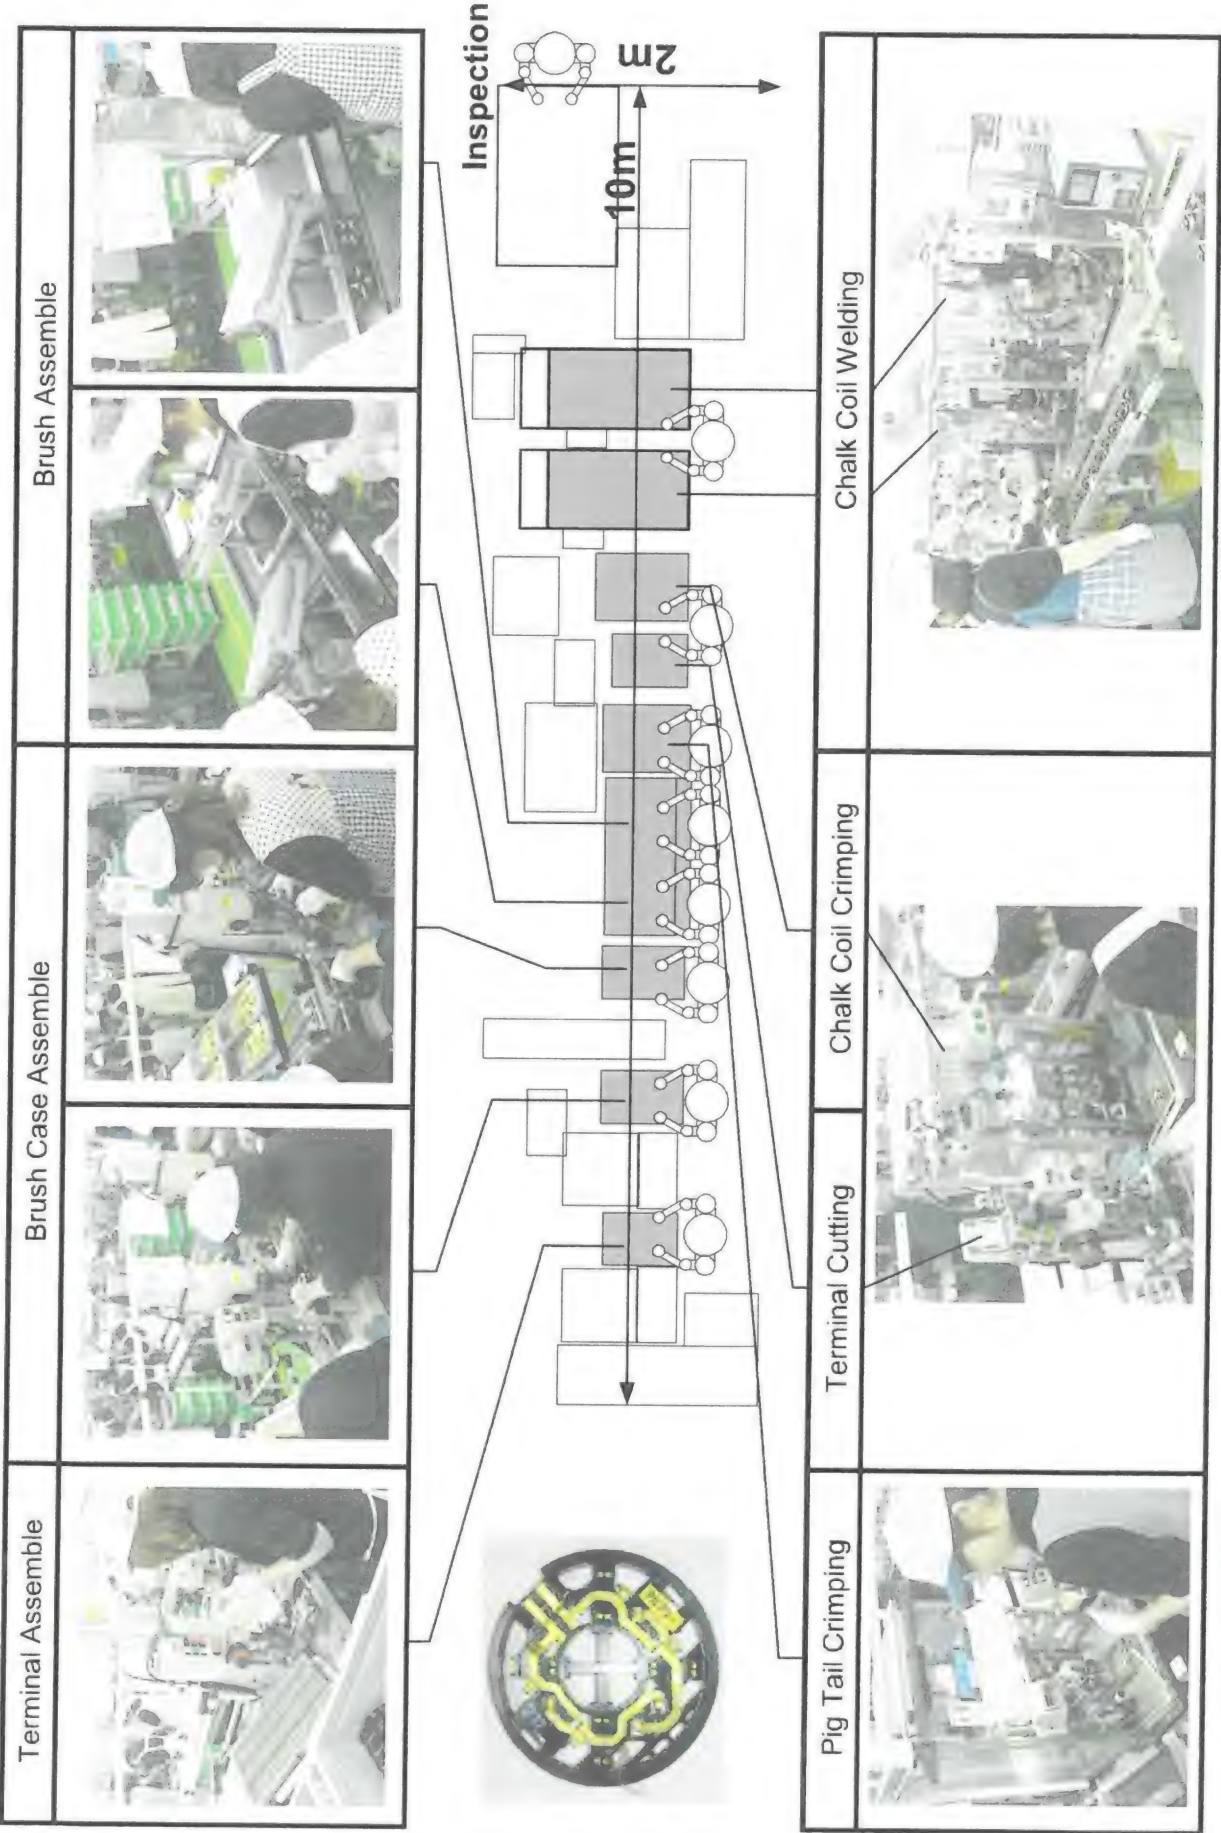 Terminal Assemble
Brush Case Assemble
Brush Assemble
Inspection
2m
10m
Pig Tail Crimping
Terminal Cutting
Chalk Coil Crimping
Chalk Coil Welding